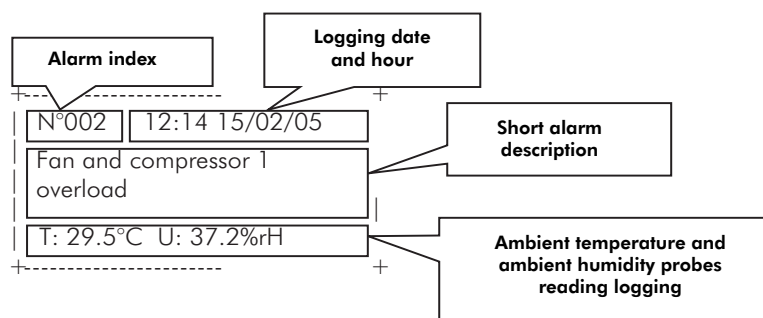 Logging date
and hour
Alarm index
N°002 12:14 15/02/05
Short alarm
description
Fan and compressor 1
overload
T: 29.5°C U: 37.2%rH
Ambient temperature and
ambient humidity probes
reading logging